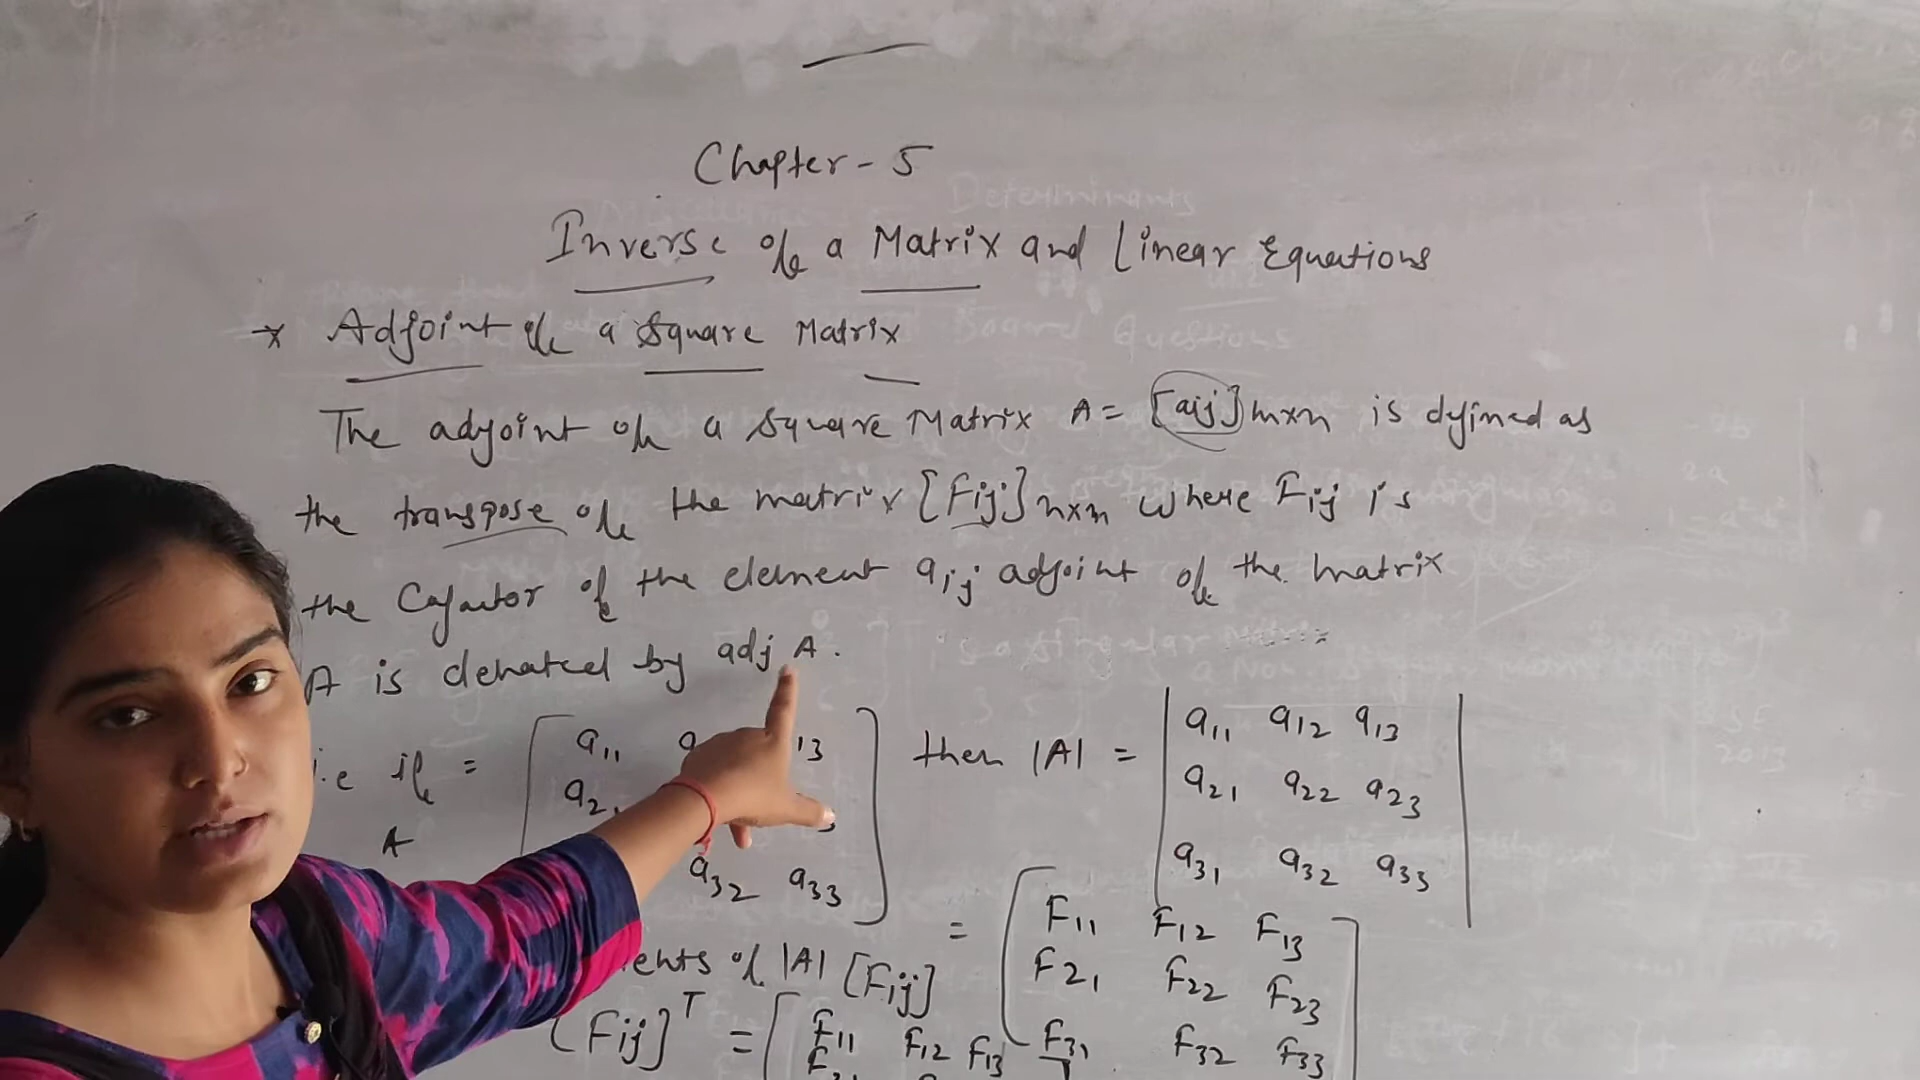 Chapter - 5
Inverse of a Matrix and Linear Equations
* Adjoint of a Square Matrix
The adjoint of a Square Matrix A = [aij]n×n is defined as
the transpose of the matrix [Fij]n×n where Fij is
the Cofactor of the element aij adjoint of the matrix
A is denoted by adj A.
i.e if A = [a11 13
a2
a32 a33] then |A| = |a11 a12 a13
a21 a22 a23
a31 a32 a33|
ents of |A| [Fij] = [F11 F12 F13
F21 F22 F23
F31 F32 F33
[Fij]T = [F11 F12 F13